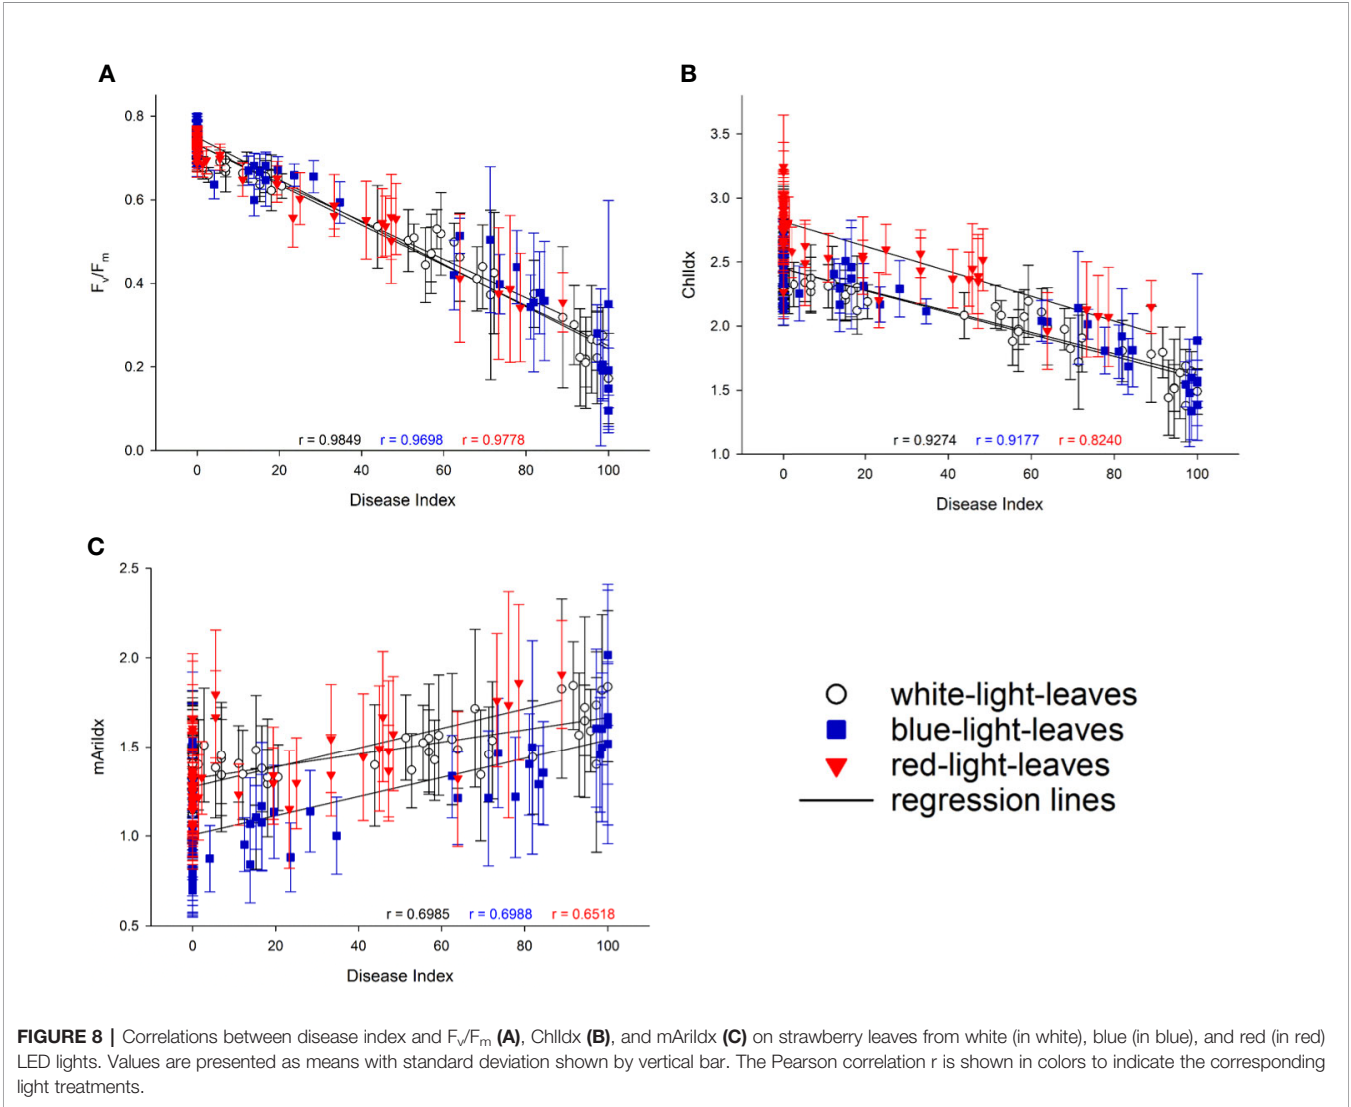 A
B
0.8
0.6
0.4
0.2
0.0
Fv/Fm
r = 0.9849 r = 0.9698 r = 0.9778
0 20 40 60 80 100
Disease Index
3.5
3.0
2.5
2.0
1.5
1.0
ChlIdx
r = 0.9274 r = 0.9177 r = 0.8240
0 20 40 60 80 100
Disease Index
C
2.5
2.0
1.5
1.0
0.5
mAriIdx
r = 0.6985 r = 0.6988 r = 0.6518
0 20 40 60 80 100
Disease Index
white-light-leaves
blue-light-leaves
red-light-leaves
regression lines
FIGURE 8 | Correlations between disease index and Fv/Fm (A), ChlIdx (B), and mAriIdx (C) on strawberry leaves from white (in white), blue (in blue), and red (in red)
LED lights. Values are presented as means with standard deviation shown by vertical bar. The Pearson correlation r is shown in colors to indicate the corresponding
light treatments.